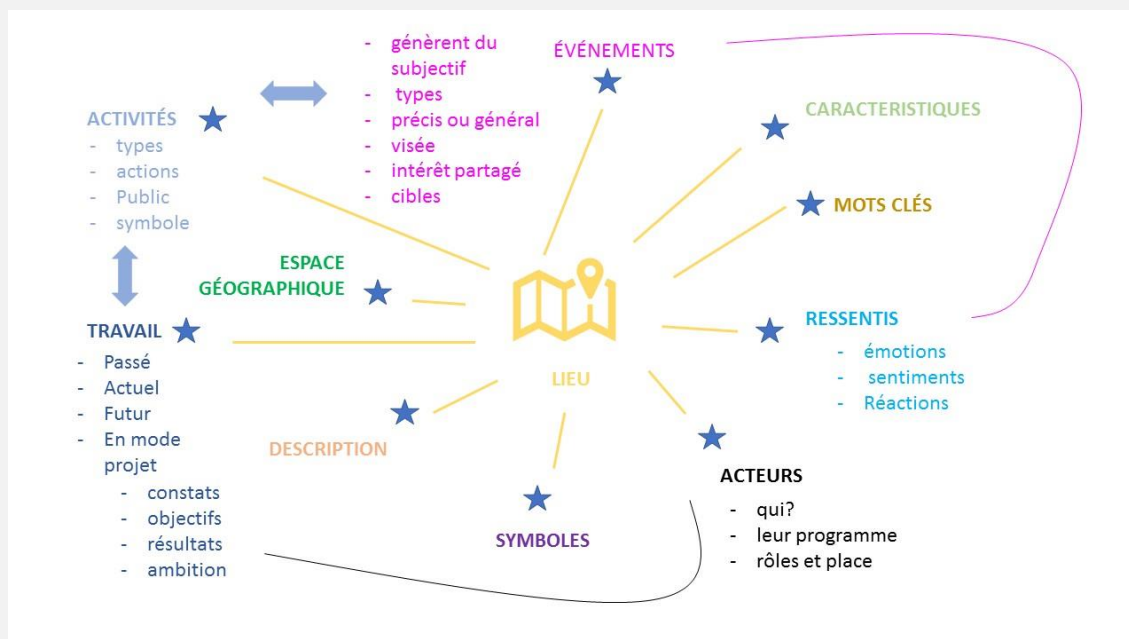 - génèrent du
subjectif
- types
- précis ou général
- visée
- intérêt partagé
- cibles
ÉVÉNEMENTS
CARACTERISTIQUES
MOTS CLÉS
ACTIVITÉS
- types
- actions
- Public
- symbole
ESPACE
GÉOGRAPHIQUE
TRAVAIL
- Passé
- Actuel
- Futur
- En mode
projet
- constats
- objectifs
- résultats
- ambition
LIEU
RESSENTIS
- émotions
- sentiments
- Réactions
DESCRIPTION
SYMBOLES
ACTEURS
- qui?
- leur programme
- rôles et place